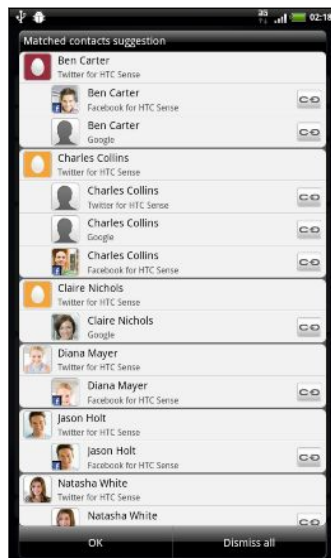 3G
02:18
Matched contacts suggestion
Ben Carter
Twitter for HTC Sense
Ben Carter
Facebook for HTC Sense
Ben Carter
Google
Charles Collins
Twitter for HTC Sense
Charles Collins
Twitter for HTC Sense
Charles Collins
Google
Charles Collins
Facebook for HTC Sense
Claire Nichols
Twitter for HTC Sense
Claire Nichols
Google
Diana Mayer
Twitter for HTC Sense
Diana Mayer
Facebook for HTC Sense
Jason Holt
Twitter for HTC Sense
Jason Holt
Facebook for HTC Sense
Natasha White
Twitter for HTC Sense
Natasha White
OK
Dismiss all